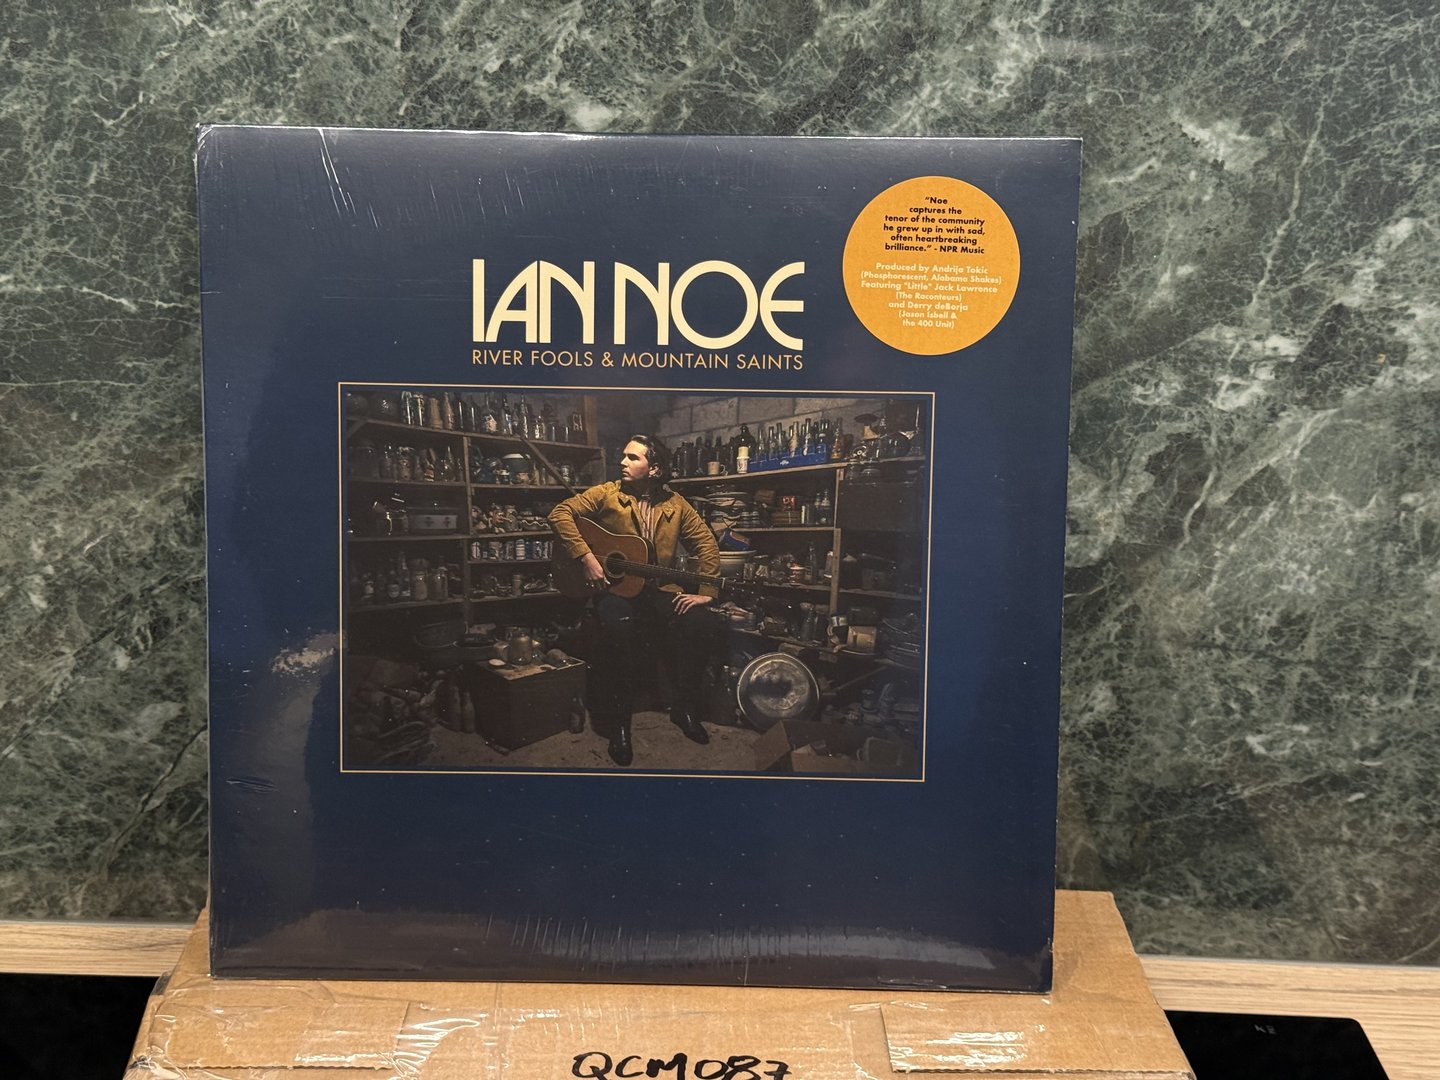 IAN NOE
RIVER FOOLS & MOUNTAIN SAINTS
"Noe
captures the
tenor of the community
he grew up in with sad,
often heartbreaking
brilliance." - NPR Music
Produced by Andrija Tokic
(Phosphorescent, Alabama Shakes)
Featuring "Little" Jack Lawrence
(The Raconteurs)
and Derry deBorja
(Jason Isbell &
the 400 Unit)
QCM087